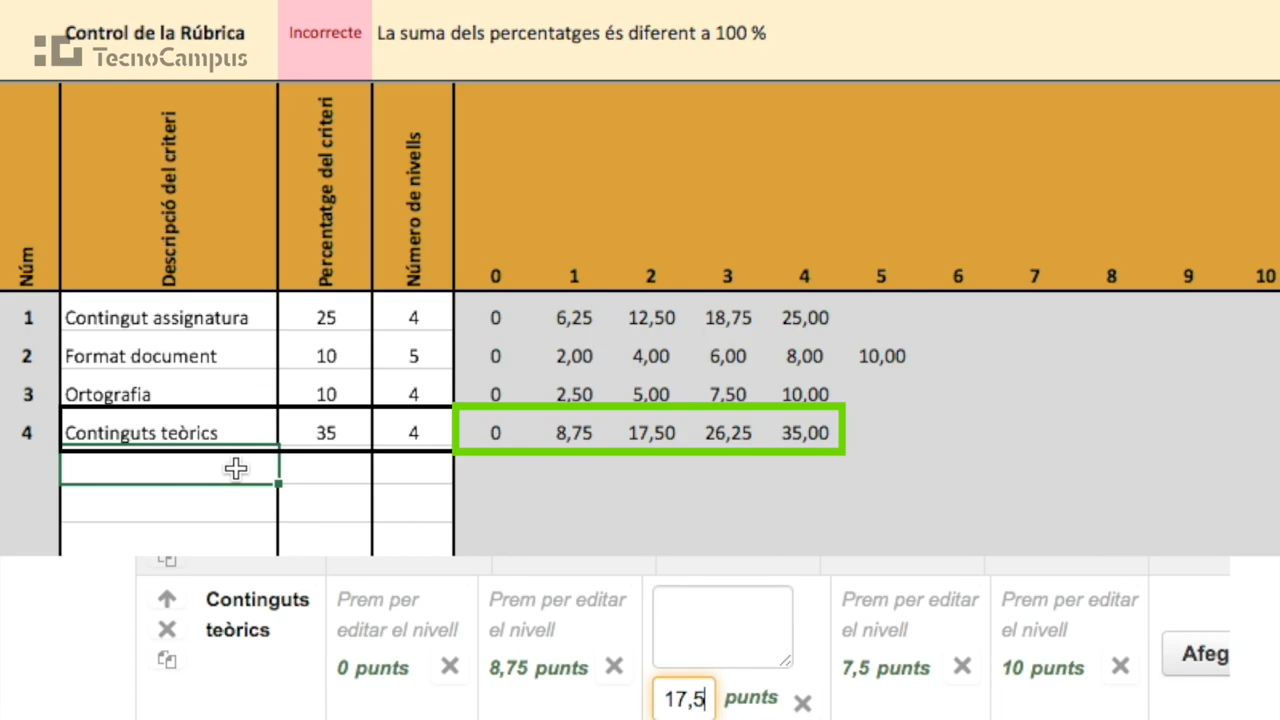 Control de la Rúbrica Incorrecte La suma dels percentatges és diferent a 100 %
TecnoCampus
Núm Descripció del criteri Percentatge del criteri Número de nivells 0 1 2 3 4 5 6 7 8 9 10
1 Contingut assignatura 25 4 0 6,25 12,50 18,75 25,00
2 Format document 10 5 0 2,00 4,00 6,00 8,00 10,00
3 Ortografia 10 4 0 2,50 5,00 7,50 10,00
4 Continguts teòrics 35 4 0 8,75 17,50 26,25 35,00
Continguts Prem per Prem per editar Prem per editar Prem per editar
teòrics editar el nivell el nivell el nivell el nivell
0 punts 8,75 punts 7,5 punts 10 punts Afeg
17,5 punts